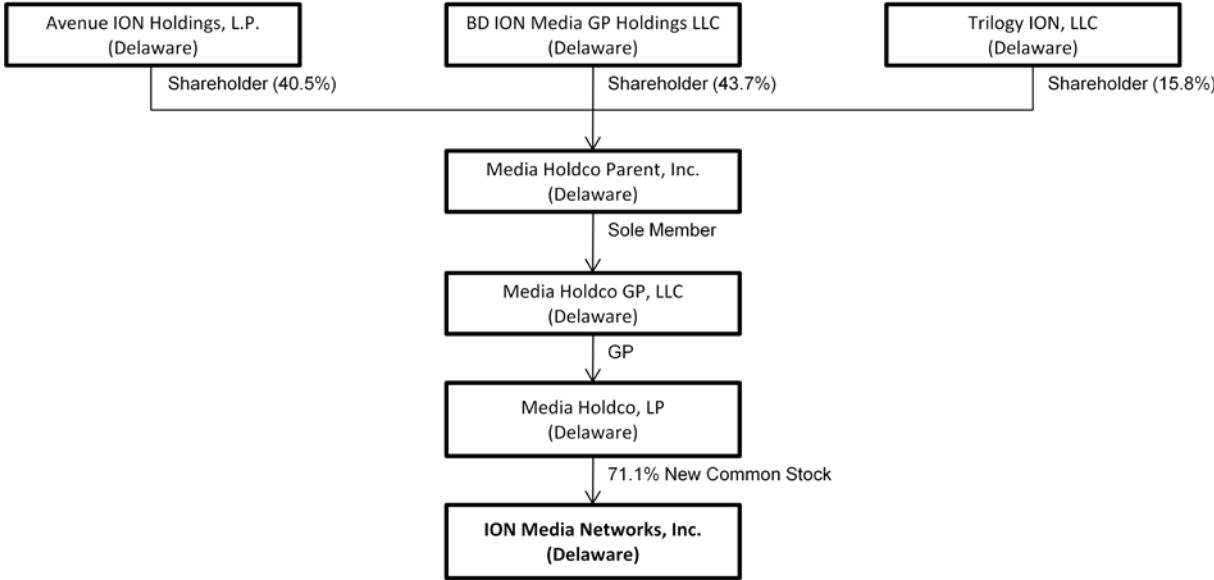 Avenue ION Holdings, L.P.
(Delaware)
BD ION Media GP Holdings LLC
(Delaware)
Trilogy ION, LLC
(Delaware)
Shareholder (40.5%)
Shareholder (43.7%)
Shareholder (15.8%)
Media Holdco Parent, Inc.
(Delaware)
Sole Member
Media Holdco GP, LLC
(Delaware)
GP
Media Holdco, LP
(Delaware)
71.1% New Common Stock
ION Media Networks, Inc.
(Delaware)